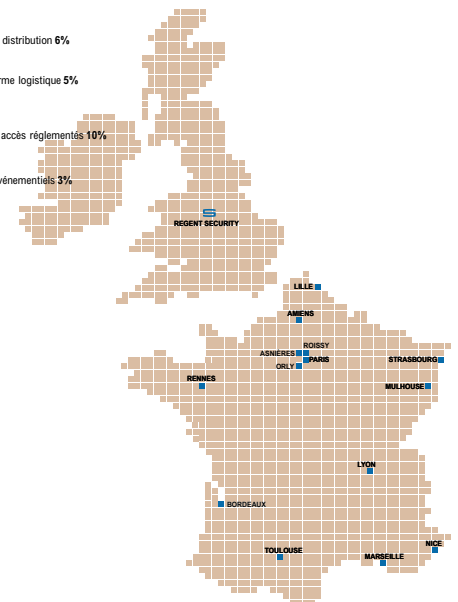 distribution 6%
rme logistique 5%
accès réglementés 10%
vénementiels 3%
REGENT SECURITY
LILLE
AMIENS
ROISSY
ASNIÈRES
PARIS
STRASBOURG
ORLY
RENNES
MULHOUSE
LYON
BORDEAUX
NICE
TOULOUSE
MARSEILLE